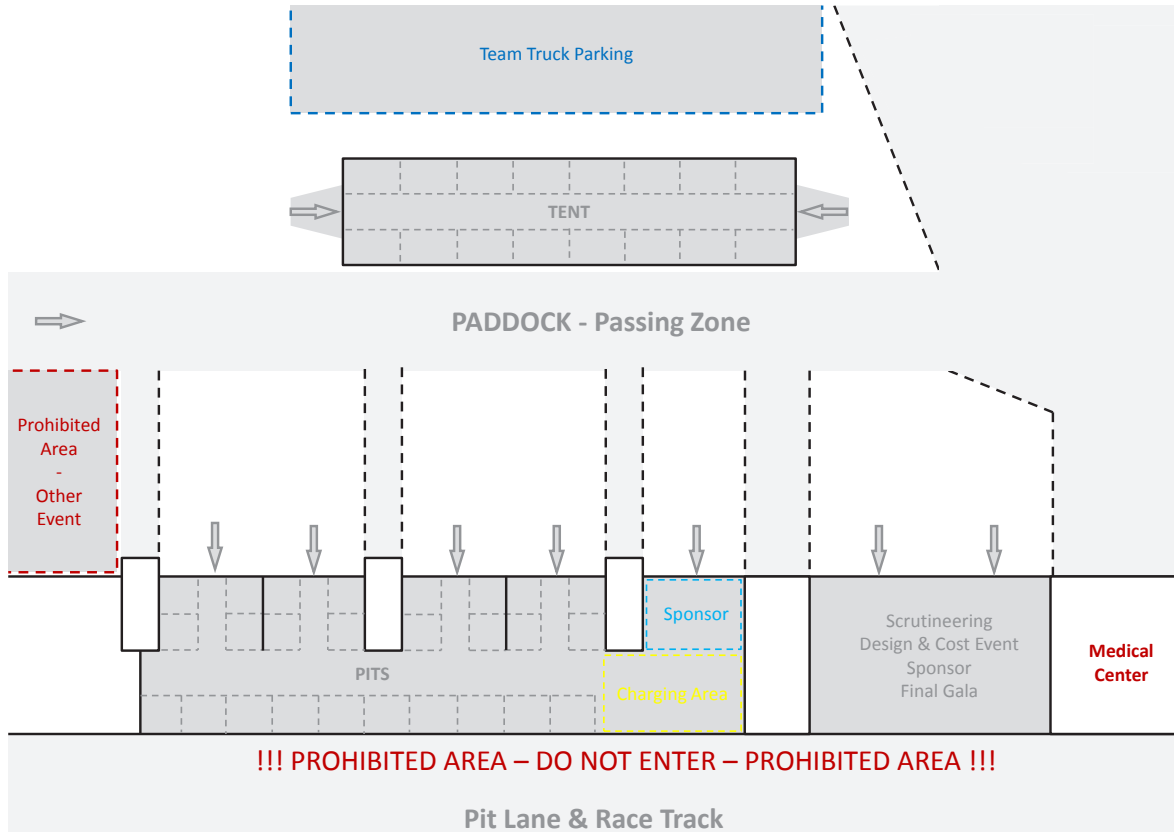 Team Truck Parking
TENT
PADDOCK - Passing Zone
Prohibited
Area
-
Other
Event
Sponsor
Scrutineering
Design & Cost Event
Sponsor
Final Gala
Medical
Center
PITS
Charging Area
!!! PROHIBITED AREA – DO NOT ENTER – PROHIBITED AREA !!!
Pit Lane & Race Track